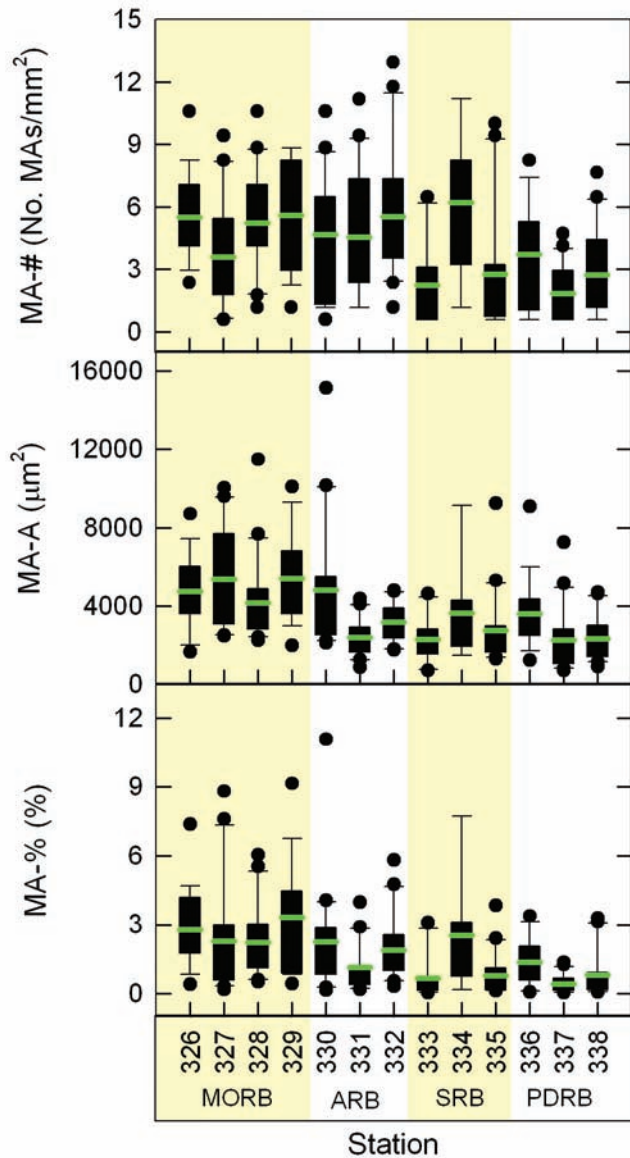 15
12
9
6
3
0
MA-# (No. MAs/mm²)
16000
12000
8000
4000
0
MA-A (µm²)
12
9
6
3
0
MA-% (%)
326 327 328 329 330 331 332 333 334 335 336 337 338
MORB ARB SRB PDRB
Station